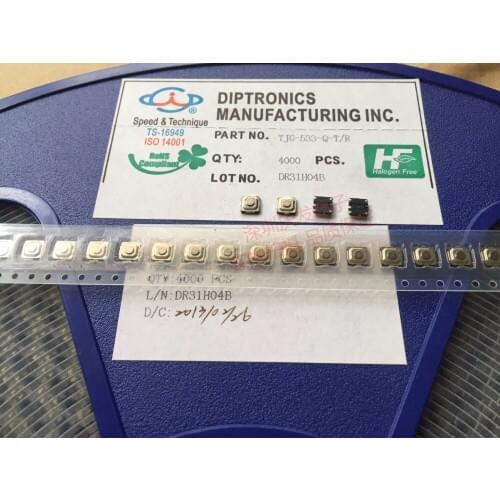 DIPTRONICS
MANUFACTURING INC.
Speed & Technique
TS-16949
ISO 14001
RoHS
Compliant
PART NO. TJG-533-Q-T/R
QTY: 4000 PCS.
LOT NO. DR31H04B
HF
Halogen Free
QTY: 4000 PCS
L/N: DR31H04B
D/C: